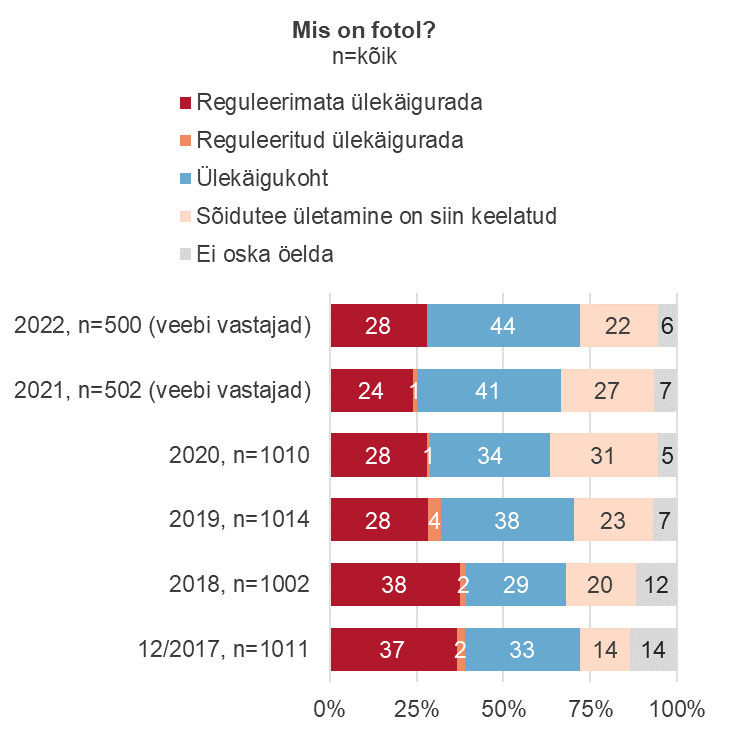 Mis on fotol?
n=kõik
Reguleerimata ülekäigurada
Reguleeritud ülekäigurada
Ülekäigukoht
Sõidutee ületamine on siin keelatud
Ei oska öelda
2022, n=500 (veebi vastajad) 28 44 22 6
2021, n=502 (veebi vastajad) 24 1 41 27 7
2020, n=1010 28 1 34 31 5
2019, n=1014 28 4 38 23 7
2018, n=1002 38 2 29 20 12
12/2017, n=1011 37 2 33 14 14
0% 25% 50% 75% 100%